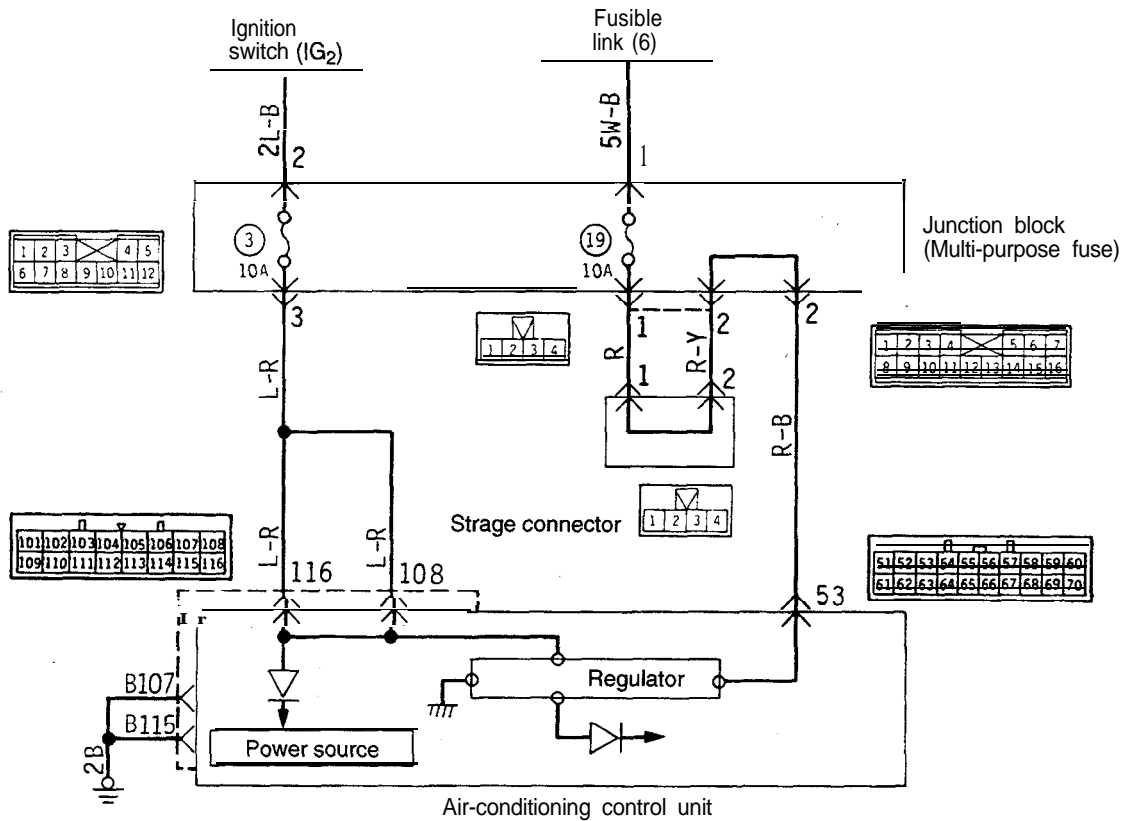 Ignition
switch (IG2)
Fusible
link (6)
2L-B
5W-B
2
1
3
10A
19
10A
Junction block
(Multi-purpose fuse)
1 2 3 4 5
6 7 8 9 10 11 12
3
1
2
2
1 2 3 4
1 2 3 4 5 6 7
8 9 10 11 12 13 14 15 16
L-R
R
R-Y
1
2
R-B
Strage connector
1 2 3 4
L-R
L-R
101 102 103 104 105 106 107 108
109 110 111 112 113 114 115 116
51 52 53 54 55 56 57 58 59 60
61 62 63 64 65 66 67 68 69 70
116
108
53
Regulator
B107
B115
2B
Power source
Air-conditioning control unit